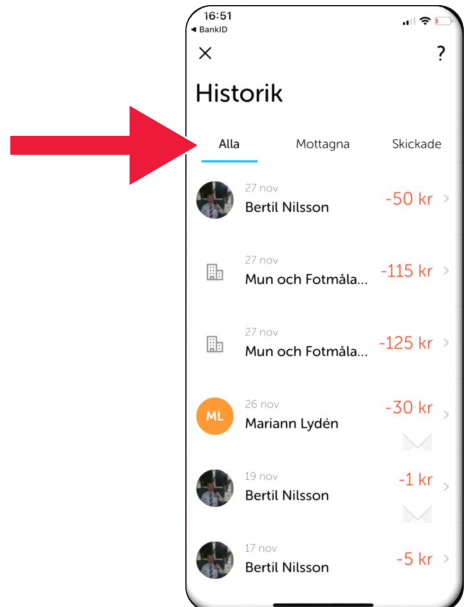 16:51
◀ BankID
× ?
Historik
Alla Mottagna Skickade
27 nov
Bertil Nilsson -50 kr >
27 nov
Mun och Fotmåla... -115 kr >
27 nov
Mun och Fotmåla... -125 kr >
ML
26 nov
Mariann Lydén -30 kr >
19 nov
Bertil Nilsson -1 kr >
17 nov
Bertil Nilsson -5 kr >